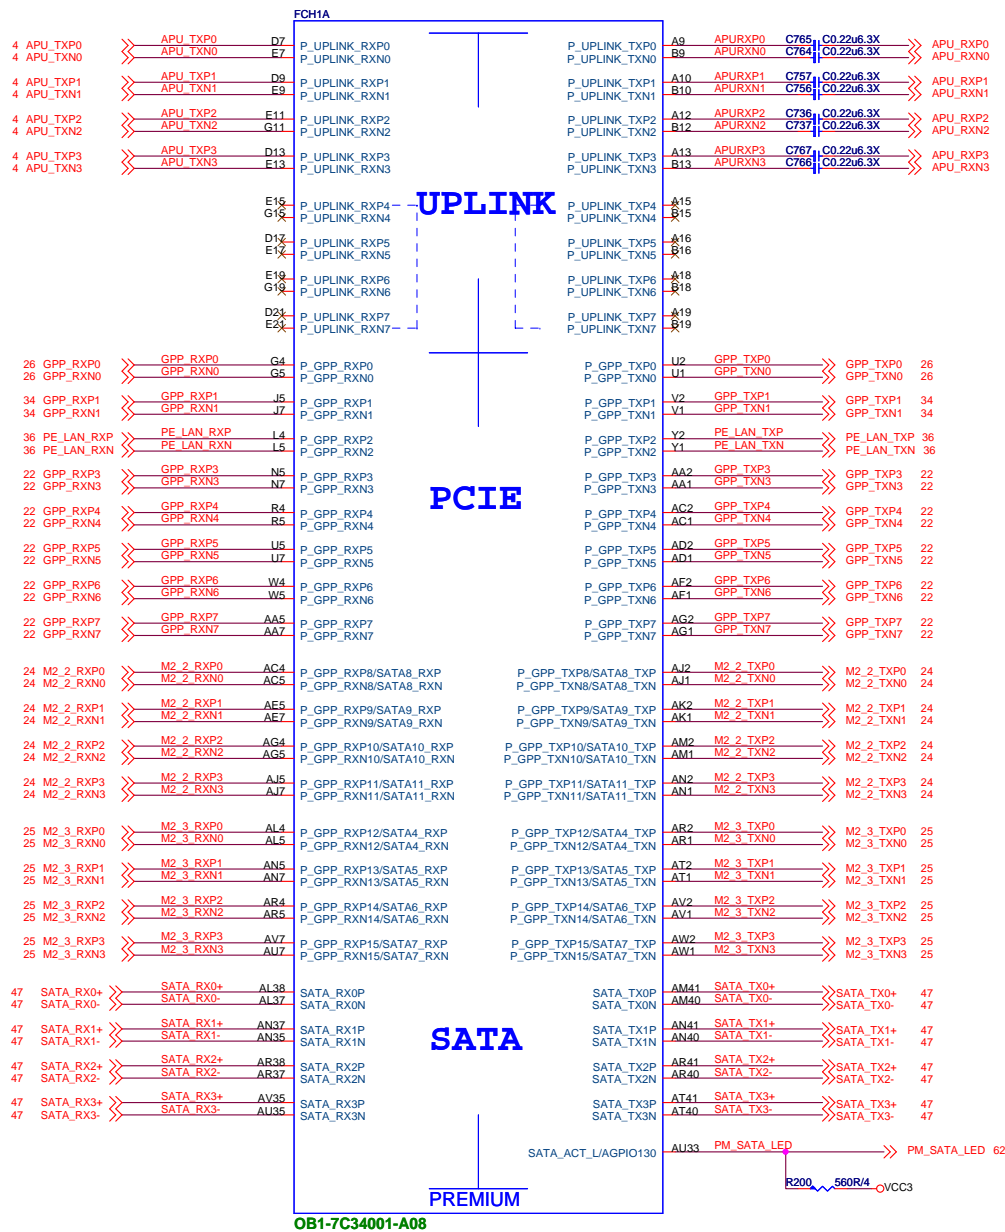 FCH1A
4 APU_TXP0 APU_TXP0 D7 P_UPLINK_RXP0 P_UPLINK_TXP0 A9 APURXP0 C765 C0.22u6.3X APU_RXP0
4 APU_TXN0 APU_TXN0 E7 P_UPLINK_RXN0 P_UPLINK_TXN0 B9 APURXN0 C764 C0.22u6.3X APU_RXN0
4 APU_TXP1 APU_TXP1 D9 P_UPLINK_RXP1 P_UPLINK_TXP1 A10 APURXP1 C757 C0.22u6.3X APU_RXP1
4 APU_TXN1 APU_TXN1 E9 P_UPLINK_RXN1 P_UPLINK_TXN1 B10 APURXN1 C756 C0.22u6.3X APU_RXN1
4 APU_TXP2 APU_TXP2 E11 P_UPLINK_RXP2 P_UPLINK_TXP2 A12 APURXP2 C736 C0.22u6.3X APU_RXP2
4 APU_TXN2 APU_TXN2 G11 P_UPLINK_RXN2 P_UPLINK_TXN2 B12 APURXN2 C737 C0.22u6.3X APU_RXN2
4 APU_TXP3 APU_TXP3 D13 P_UPLINK_RXP3 P_UPLINK_TXP3 A13 APURXP3 C767 C0.22u6.3X APU_RXP3
4 APU_TXN3 APU_TXN3 E13 P_UPLINK_RXN3 P_UPLINK_TXN3 B13 APURXN3 C766 C0.22u6.3X APU_RXN3
E15 P_UPLINK_RXP4 UPLINK P_UPLINK_TXP4 A15
G15 P_UPLINK_RXN4 P_UPLINK_TXN4 B15
D17 P_UPLINK_RXP5 P_UPLINK_TXP5 A16
E17 P_UPLINK_RXN5 P_UPLINK_TXN5 B16
E19 P_UPLINK_RXP6 P_UPLINK_TXP6 A18
G19 P_UPLINK_RXN6 P_UPLINK_TXN6 B18
D21 P_UPLINK_RXP7 P_UPLINK_TXP7 A19
E21 P_UPLINK_RXN7 P_UPLINK_TXN7 B19
26 GPP_RXP0 GPP_RXP0 G4 P_GPP_RXP0 P_GPP_TXP0 U2 GPP_TXP0 GPP_TXP0 26
26 GPP_RXN0 GPP_RXN0 G5 P_GPP_RXN0 P_GPP_TXN0 U1 GPP_TXN0 GPP_TXN0 26
34 GPP_RXP1 GPP_RXP1 J5 P_GPP_RXP1 P_GPP_TXP1 V2 GPP_TXP1 GPP_TXP1 34
34 GPP_RXN1 GPP_RXN1 J7 P_GPP_RXN1 P_GPP_TXN1 V1 GPP_TXN1 GPP_TXN1 34
36 PE_LAN_RXP PE_LAN_RXP L4 P_GPP_RXP2 P_GPP_TXP2 Y2 PE_LAN_TXP PE_LAN_TXP 36
36 PE_LAN_RXN PE_LAN_RXN L5 P_GPP_RXN2 P_GPP_TXN2 Y1 PE_LAN_TXN PE_LAN_TXN 36
22 GPP_RXP3 GPP_RXP3 N5 P_GPP_RXP3 P_GPP_TXP3 AA2 GPP_TXP3 GPP_TXP3 22
22 GPP_RXN3 GPP_RXN3 N7 P_GPP_RXN3 PCIE P_GPP_TXN3 AA1 GPP_TXN3 GPP_TXN3 22
22 GPP_RXP4 GPP_RXP4 R4 P_GPP_RXP4 P_GPP_TXP4 AC2 GPP_TXP4 GPP_TXP4 22
22 GPP_RXN4 GPP_RXN4 R5 P_GPP_RXN4 P_GPP_TXN4 AC1 GPP_TXN4 GPP_TXN4 22
22 GPP_RXP5 GPP_RXP5 U5 P_GPP_RXP5 P_GPP_TXP5 AD2 GPP_TXP5 GPP_TXP5 22
22 GPP_RXN5 GPP_RXN5 U7 P_GPP_RXN5 P_GPP_TXN5 AD1 GPP_TXN5 GPP_TXN5 22
22 GPP_RXP6 GPP_RXP6 W4 P_GPP_RXP6 P_GPP_TXP6 AF2 GPP_TXP6 GPP_TXP6 22
22 GPP_RXN6 GPP_RXN6 W5 P_GPP_RXN6 P_GPP_TXN6 AF1 GPP_TXN6 GPP_TXN6 22
22 GPP_RXP7 GPP_RXP7 AA5 P_GPP_RXP7 P_GPP_TXP7 AG2 GPP_TXP7 GPP_TXP7 22
22 GPP_RXN7 GPP_RXN7 AA7 P_GPP_RXN7 P_GPP_TXN7 AG1 GPP_TXN7 GPP_TXN7 22
24 M2_2_RXP0 M2_2_RXP0 AC4 P_GPP_RXP8/SATA8_RXP P_GPP_TXP8/SATA8_TXP AJ2 M2_2_TXP0 M2_2_TXP0 24
24 M2_2_RXN0 M2_2_RXN0 AC5 P_GPP_RXN8/SATA8_RXN P_GPP_TXN8/SATA8_TXN AJ1 M2_2_TXN0 M2_2_TXN0 24
24 M2_2_RXP1 M2_2_RXP1 AE5 P_GPP_RXP9/SATA9_RXP P_GPP_TXP9/SATA9_TXP AK2 M2_2_TXP1 M2_2_TXP1 24
24 M2_2_RXN1 M2_2_RXN1 AE7 P_GPP_RXN9/SATA9_RXN P_GPP_TXN9/SATA9_TXN AK1 M2_2_TXN1 M2_2_TXN1 24
24 M2_2_RXP2 M2_2_RXP2 AG4 P_GPP_RXP10/SATA10_RXP P_GPP_TXP10/SATA10_TXP AM2 M2_2_TXP2 M2_2_TXP2 24
24 M2_2_RXN2 M2_2_RXN2 AG5 P_GPP_RXN10/SATA10_RXN P_GPP_TXN10/SATA10_TXN AM1 M2_2_TXN2 M2_2_TXN2 24
24 M2_2_RXP3 M2_2_RXP3 AJ5 P_GPP_RXP11/SATA11_RXP P_GPP_TXP11/SATA11_TXP AN2 M2_2_TXP3 M2_2_TXP3 24
24 M2_2_RXN3 M2_2_RXN3 AJ7 P_GPP_RXN11/SATA11_RXN P_GPP_TXN11/SATA11_TXN AN1 M2_2_TXN3 M2_2_TXN3 24
25 M2_3_RXP0 M2_3_RXP0 AL4 P_GPP_RXP12/SATA4_RXP P_GPP_TXP12/SATA4_TXP AR2 M2_3_TXP0 M2_3_TXP0 25
25 M2_3_RXN0 M2_3_RXN0 AL5 P_GPP_RXN12/SATA4_RXN P_GPP_TXN12/SATA4_TXN AR1 M2_3_TXN0 M2_3_TXN0 25
25 M2_3_RXP1 M2_3_RXP1 AN5 P_GPP_RXP13/SATA5_RXP P_GPP_TXP13/SATA5_TXP AT2 M2_3_TXP1 M2_3_TXP1 25
25 M2_3_RXN1 M2_3_RXN1 AN7 P_GPP_RXN13/SATA5_RXN P_GPP_TXN13/SATA5_TXN AT1 M2_3_TXN1 M2_3_TXN1 25
25 M2_3_RXP2 M2_3_RXP2 AR4 P_GPP_RXP14/SATA6_RXP P_GPP_TXP14/SATA6_TXP AV2 M2_3_TXP2 M2_3_TXP2 25
25 M2_3_RXN2 M2_3_RXN2 AR5 P_GPP_RXN14/SATA6_RXN P_GPP_TXN14/SATA6_TXN AV1 M2_3_TXN2 M2_3_TXN2 25
25 M2_3_RXP3 M2_3_RXP3 AV7 P_GPP_RXP15/SATA7_RXP P_GPP_TXP15/SATA7_TXP AW2 M2_3_TXP3 M2_3_TXP3 25
25 M2_3_RXN3 M2_3_RXN3 AU7 P_GPP_RXN15/SATA7_RXN P_GPP_TXN15/SATA7_TXN AW1 M2_3_TXN3 M2_3_TXN3 25
47 SATA_RX0+ SATA_RX0+ AL38 SATA_RX0P SATA_TX0P AM41 SATA_TX0+ SATA_TX0+ 47
47 SATA_RX0- SATA_RX0- AL37 SATA_RX0N SATA_TX0N AM40 SATA_TX0- SATA_TX0- 47
47 SATA_RX1+ SATA_RX1+ AN37 SATA_RX1P SATA_TX1P AN41 SATA_TX1+ SATA_TX1+ 47
47 SATA_RX1- SATA_RX1- AN35 SATA_RX1N SATA SATA_TX1N AN40 SATA_TX1- SATA_TX1- 47
47 SATA_RX2+ SATA_RX2+ AR38 SATA_RX2P SATA_TX2P AR41 SATA_TX2+ SATA_TX2+ 47
47 SATA_RX2- SATA_RX2- AR37 SATA_RX2N SATA_TX2N AR40 SATA_TX2- SATA_TX2- 47
47 SATA_RX3+ SATA_RX3+ AV35 SATA_RX3P SATA_TX3P AT41 SATA_TX3+ SATA_TX3+ 47
47 SATA_RX3- SATA_RX3- AU35 SATA_RX3N SATA_TX3N AT40 SATA_TX3- SATA_TX3- 47
SATA_ACT_L/AGPIO130 AU33 PM_SATA_LED PM_SATA_LED 62
R200 560R/4 VCC3
PREMIUM
OB1-7C34001-A08